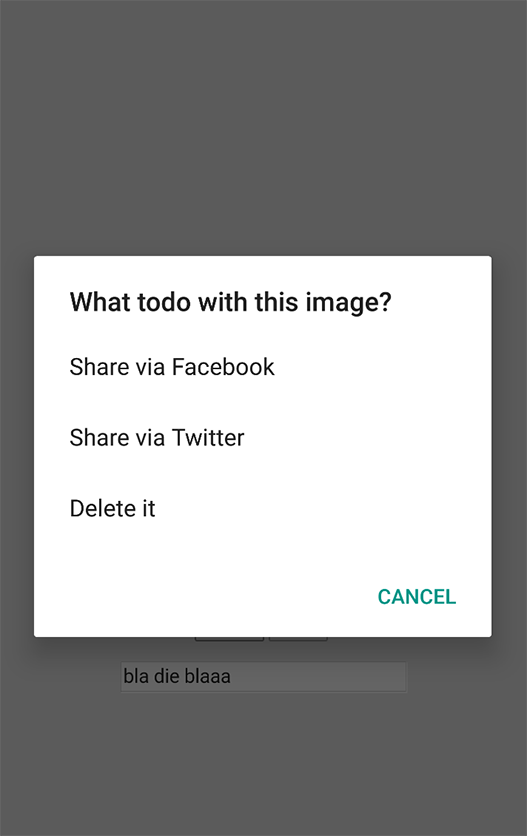 What todo with this image?
Share via Facebook
Share via Twitter
Delete it
CANCEL
bla die blaaa